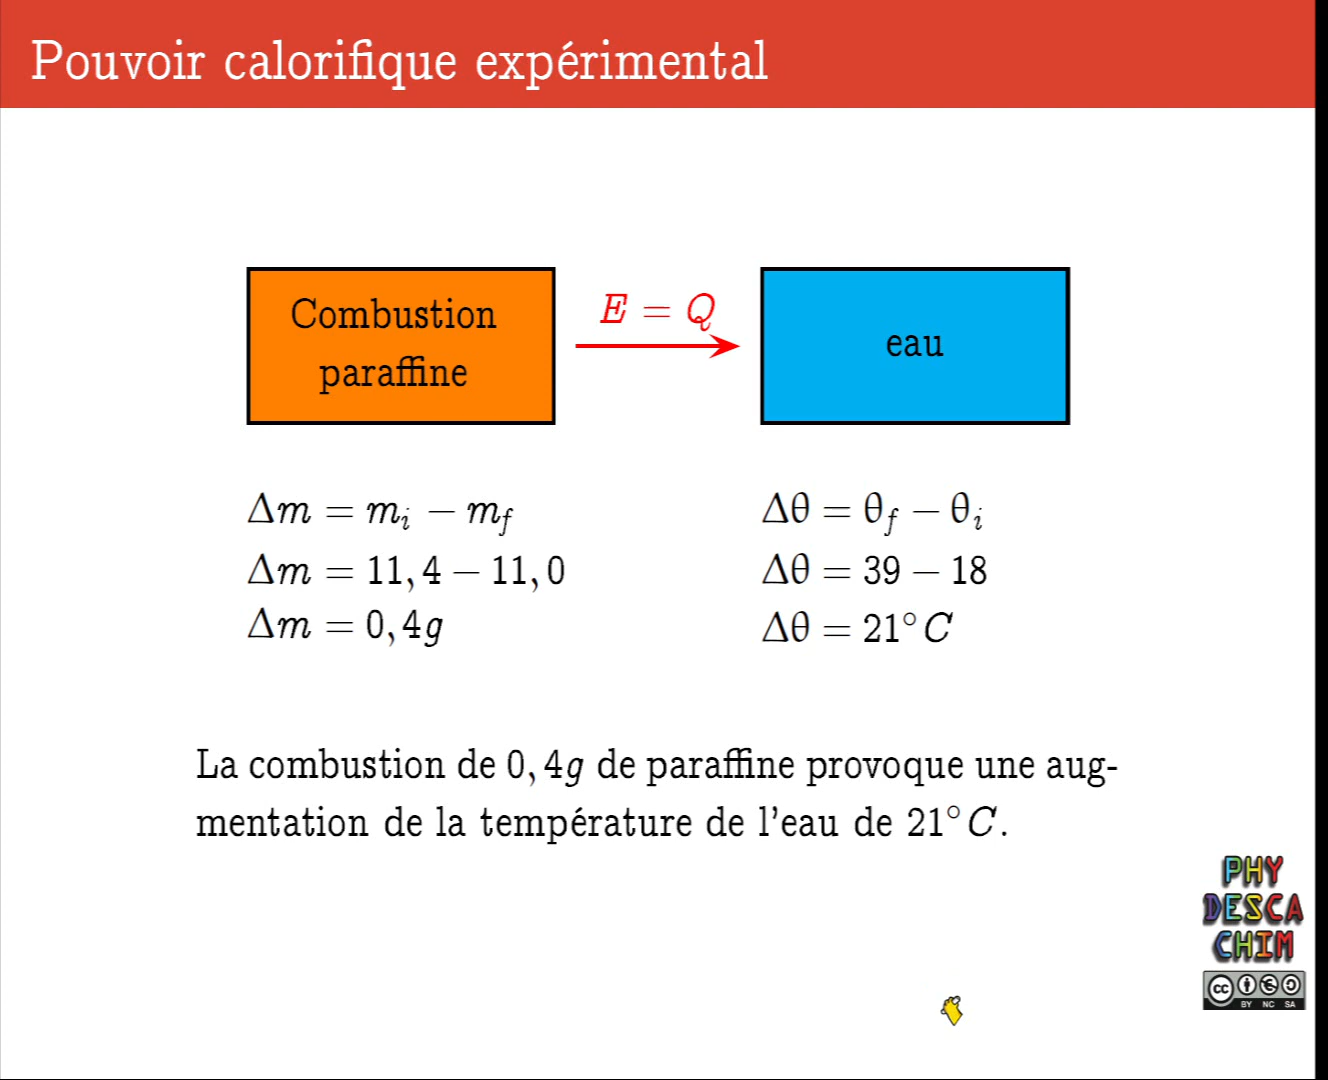 Pouvoir calorifique expérimental
Combustion
paraffine
E = Q
eau
Δm = m_i − m_f
Δm = 11,4 − 11,0
Δm = 0,4g
Δθ = θ_f − θ_i
Δθ = 39 − 18
Δθ = 21°C
La combustion de 0,4g de paraffine provoque une aug-
mentation de la température de l'eau de 21°C.
PHY
DESCA
CHIM
cc
BY NC SA